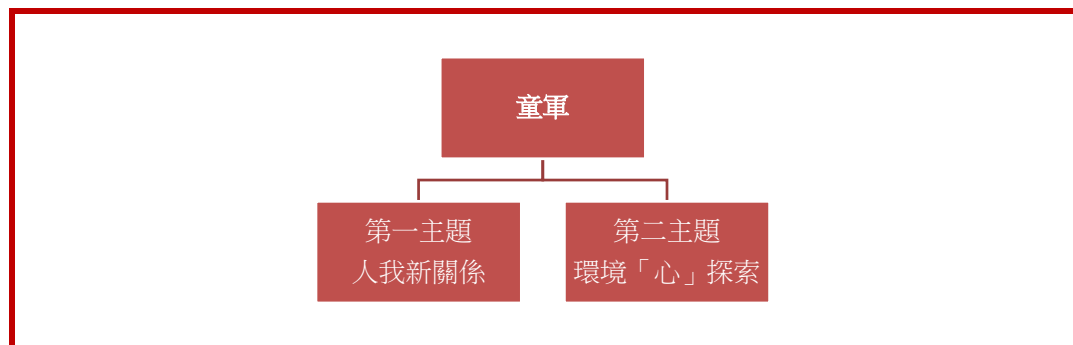 童軍
第一主題
人我新關係
第二主題
環境「心」探索